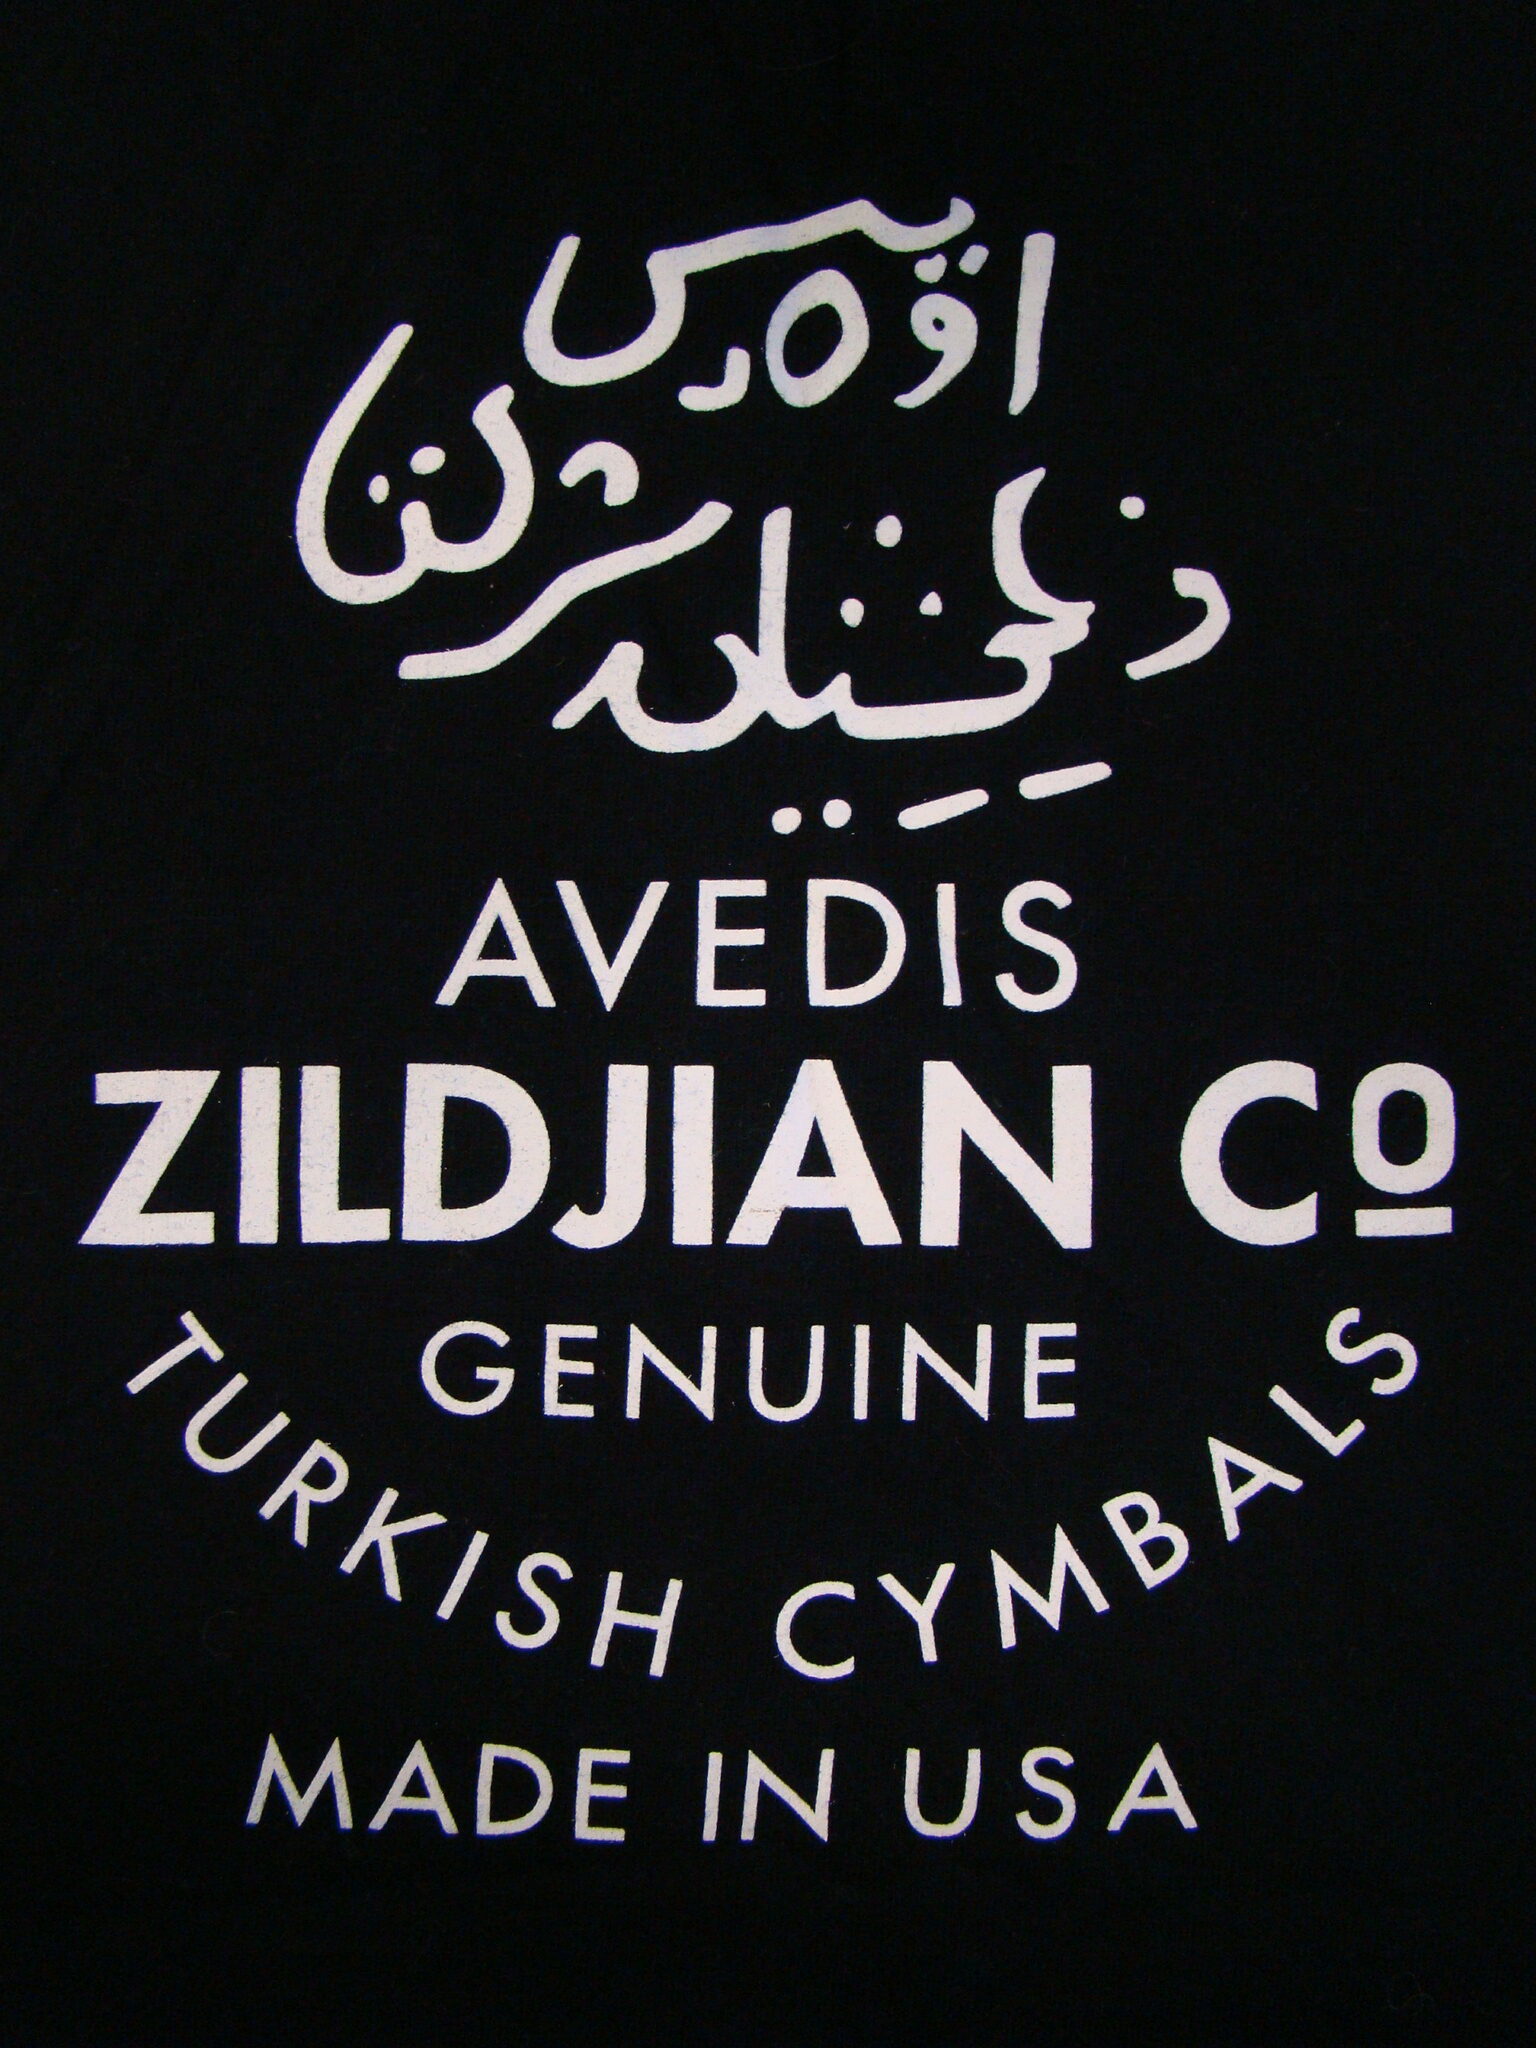 AVEDIS
ZILDJIAN Cº
GENUINE
TURKISH CYMBALS
MADE IN USA